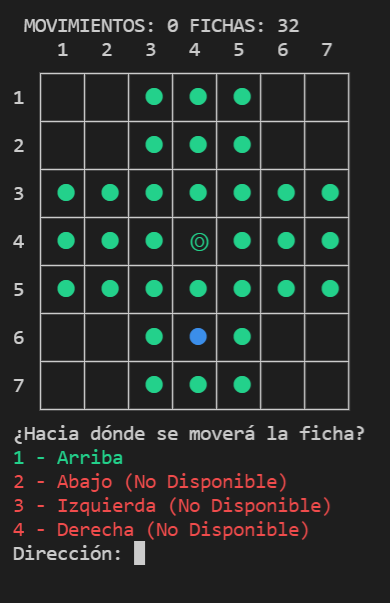 MOVIMIENTOS: 0 FICHAS: 32
1 2 3 4 5 6 7
1
2
3
4
5
6
7
¿Hacia dónde se moverá la ficha?
1 - Arriba
2 - Abajo (No Disponible)
3 - Izquierda (No Disponible)
4 - Derecha (No Disponible)
Dirección: